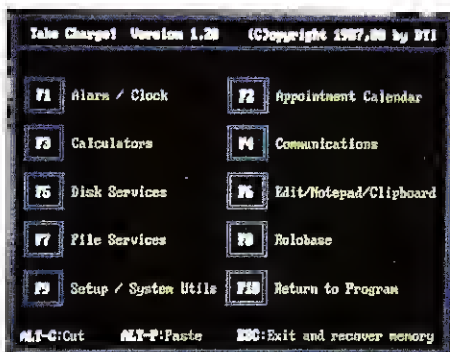 Take Charge! Version 1.20 (C)opyright 1987,88 by DTI
F1 Alarm / Clock
F2 Appointment Calendar
F3 Calculators
F4 Communications
F5 Disk Services
F6 Edit/Notepad/Clipboard
F7 File Services
F8 Rolobase
F9 Setup / System Utils
F10 Return to Program
ALT-C:Cut ALT-P:Paste ESC:Exit and recover memory